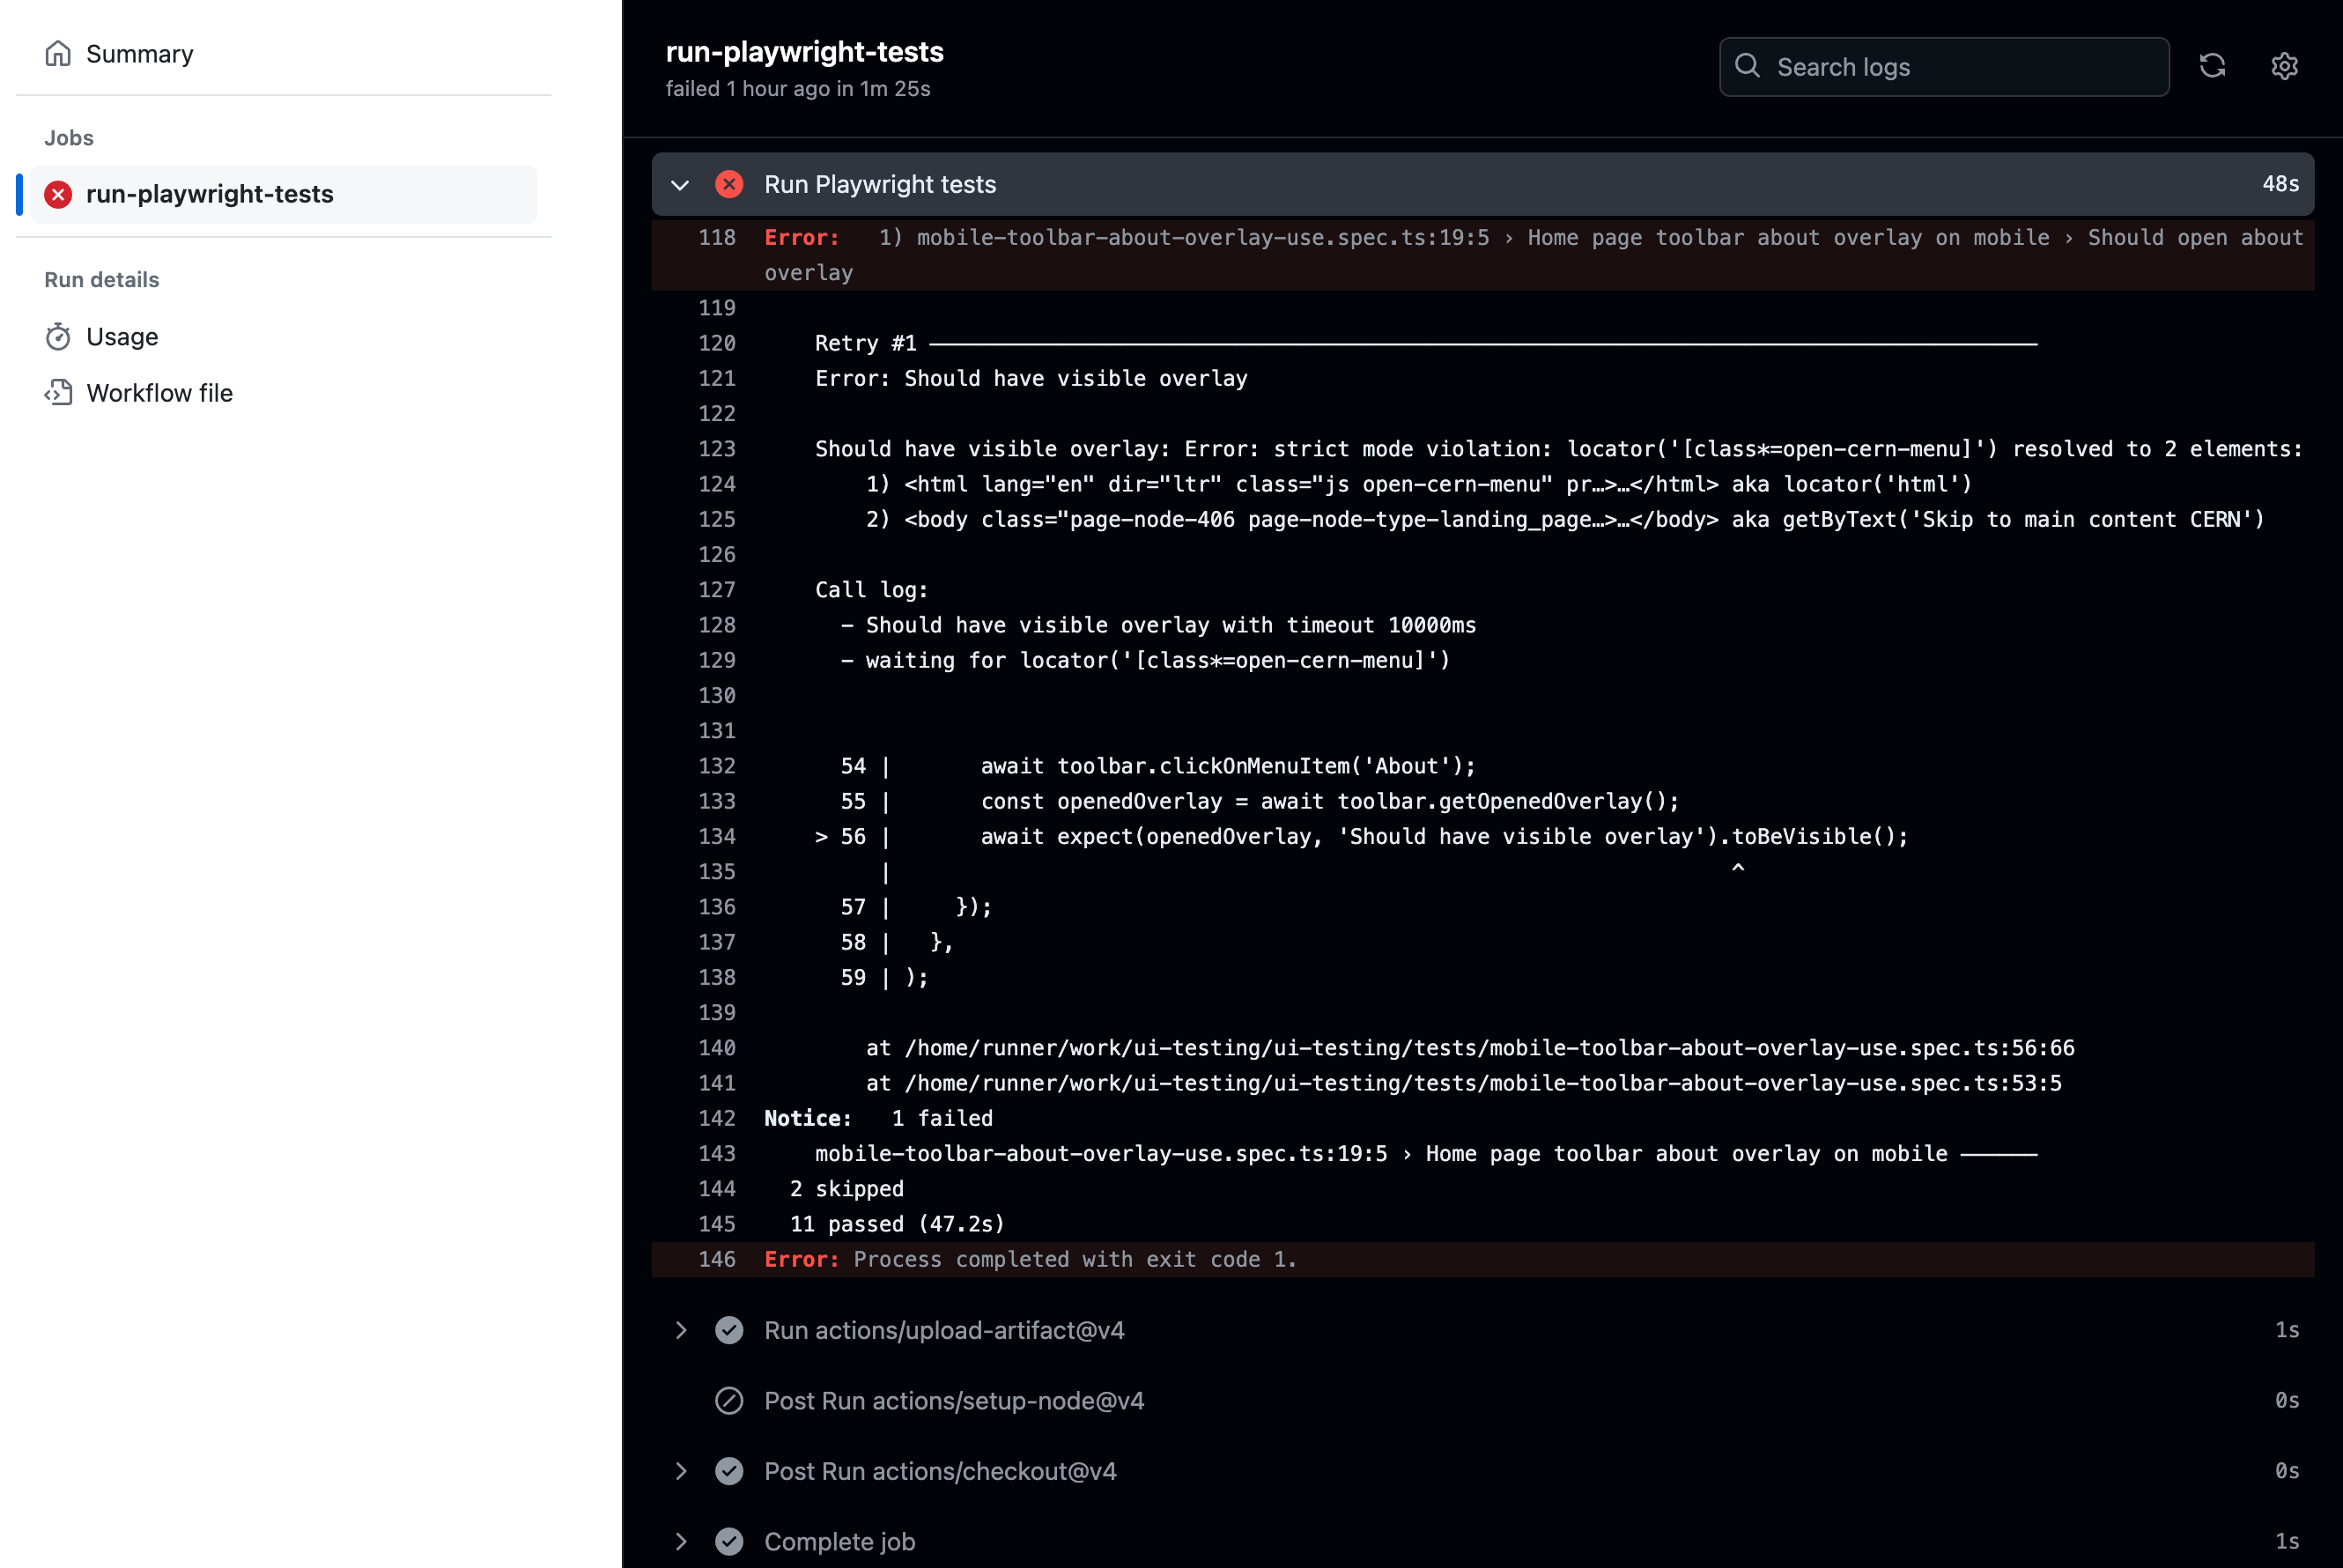 Summary
Jobs
run-playwright-tests
Run details
Usage
Workflow file
run-playwright-tests
failed 1 hour ago in 1m 25s
Search logs
Run Playwright tests 48s
118 Error:   1) mobile-toolbar-about-overlay-use.spec.ts:19:5 › Home page toolbar about overlay on mobile › Should open about
overlay
119
120     Retry #1 ───────────────────────────────────────────────────────────────────────────────────────
121     Error: Should have visible overlay
122
123     Should have visible overlay: Error: strict mode violation: locator('[class*=open-cern-menu]') resolved to 2 elements:
124         1) <html lang="en" dir="ltr" class="js open-cern-menu" pr…>…</html> aka locator('html')
125         2) <body class="page-node-406 page-node-type-landing_page…>…</body> aka getByText('Skip to main content CERN')
126
127     Call log:
128       - Should have visible overlay with timeout 10000ms
129       - waiting for locator('[class*=open-cern-menu]')
130
131
132       54 |       await toolbar.clickOnMenuItem('About');
133       55 |       const openedOverlay = await toolbar.getOpenedOverlay();
134     > 56 |       await expect(openedOverlay, 'Should have visible overlay').toBeVisible();
135          |                                                                  ^
136       57 |     });
137       58 |   },
138       59 | );
139
140         at /home/runner/work/ui-testing/ui-testing/tests/mobile-toolbar-about-overlay-use.spec.ts:56:66
141         at /home/runner/work/ui-testing/ui-testing/tests/mobile-toolbar-about-overlay-use.spec.ts:53:5
142 Notice:   1 failed
143     mobile-toolbar-about-overlay-use.spec.ts:19:5 › Home page toolbar about overlay on mobile ──────
144   2 skipped
145   11 passed (47.2s)
146 Error: Process completed with exit code 1.
Run actions/upload-artifact@v4 1s
Post Run actions/setup-node@v4 0s
Post Run actions/checkout@v4 0s
Complete job 1s